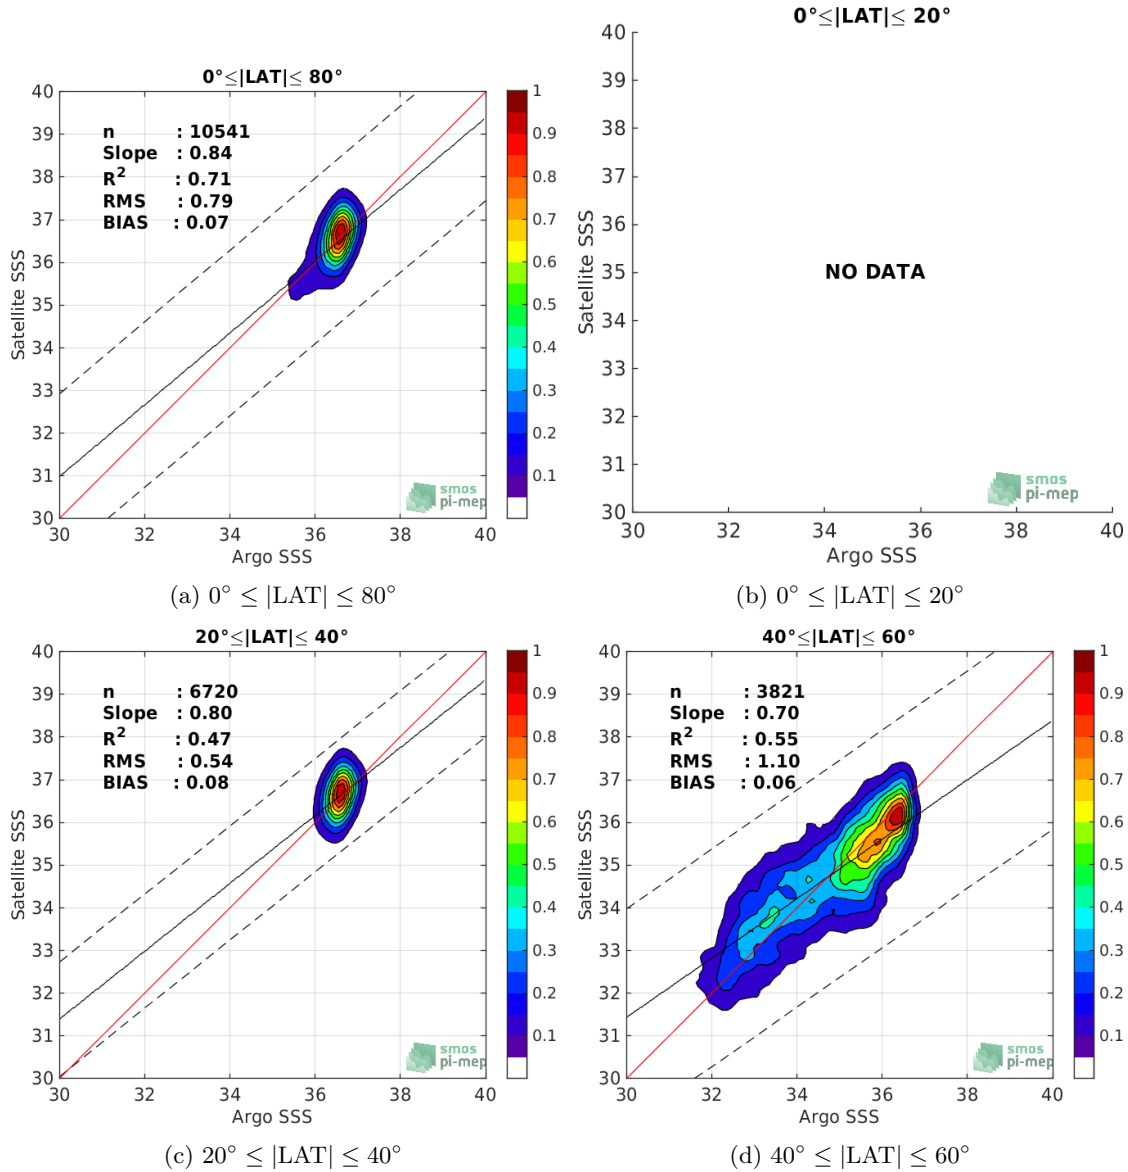 0°≤|LAT|≤ 80°
40
39
38
37
36
35
34
33
32
31
30
Satellite SSS
n : 10541
Slope : 0.84
R² : 0.71
RMS : 0.79
BIAS : 0.07
30 32 34 36 38 40
Argo SSS
1
0.9
0.8
0.7
0.6
0.5
0.4
0.3
0.2
0.1
smos
pi-mep
(a) 0° ≤ |LAT| ≤ 80°
0°≤|LAT|≤ 20°
40
39
38
37
36
35
34
33
32
31
30
Satellite SSS
NO DATA
30 32 34 36 38 40
Argo SSS
smos
pi-mep
(b) 0° ≤ |LAT| ≤ 20°
20°≤|LAT|≤ 40°
40
39
38
37
36
35
34
33
32
31
30
Satellite SSS
n : 6720
Slope : 0.80
R² : 0.47
RMS : 0.54
BIAS : 0.08
30 32 34 36 38 40
Argo SSS
1
0.9
0.8
0.7
0.6
0.5
0.4
0.3
0.2
0.1
smos
pi-mep
(c) 20° ≤ |LAT| ≤ 40°
40°≤|LAT|≤ 60°
40
39
38
37
36
35
34
33
32
31
30
Satellite SSS
n : 3821
Slope : 0.70
R² : 0.55
RMS : 1.10
BIAS : 0.06
30 32 34 36 38 40
Argo SSS
1
0.9
0.8
0.7
0.6
0.5
0.4
0.3
0.2
0.1
smos
pi-mep
(d) 40° ≤ |LAT| ≤ 60°